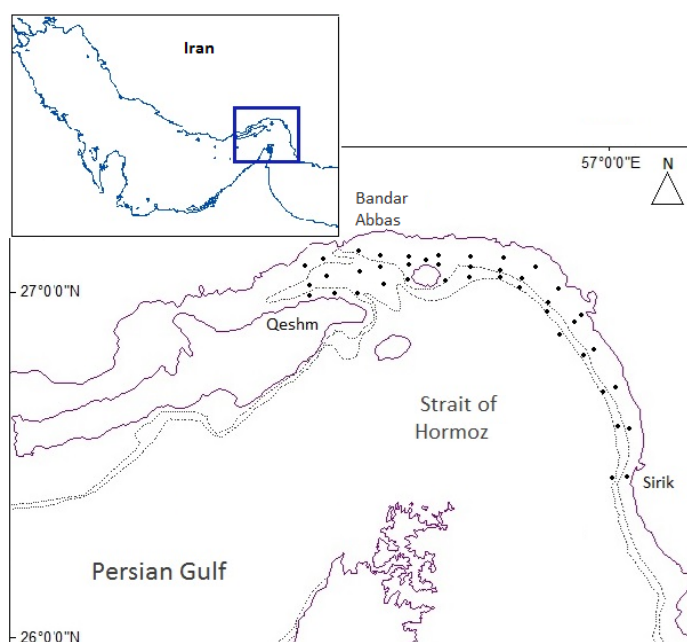 Iran
57°0'0"E
N
Bandar
Abbas
27°0'0"N
Qeshm
Strait of
Hormoz
Sirik
Persian Gulf
26°0'0"N